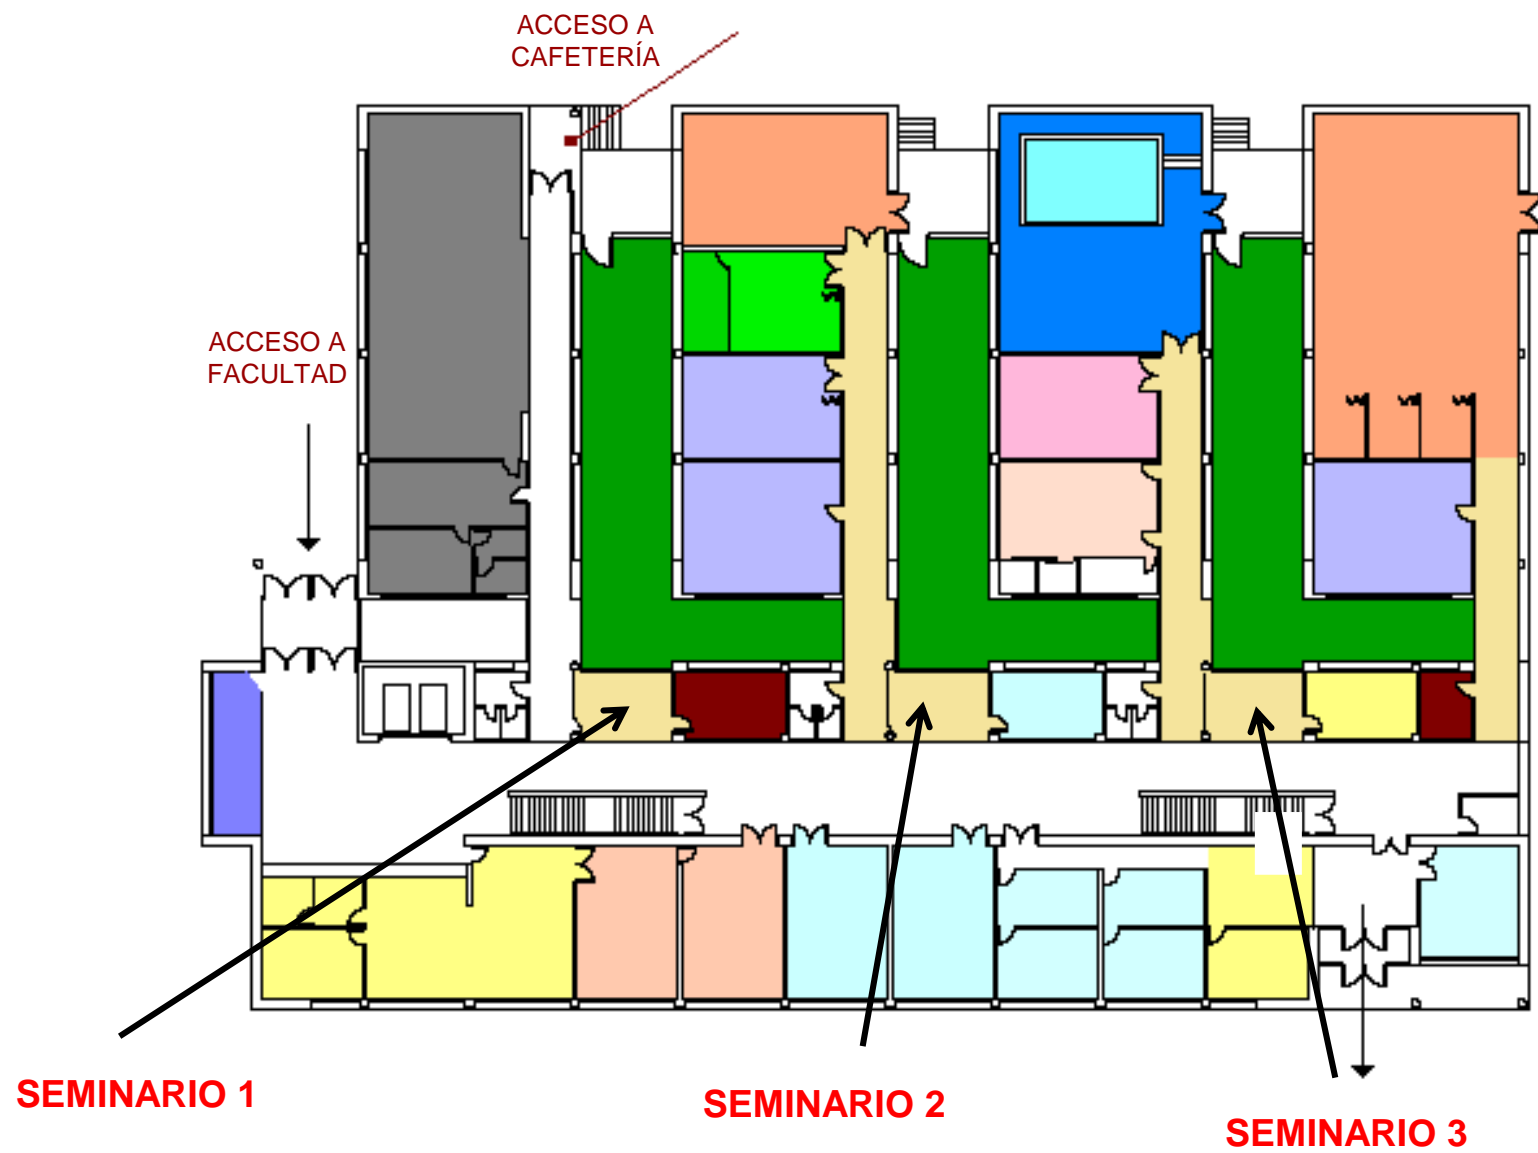 ACCESO A
CAFETERÍA
ACCESO A
FACULTAD
SEMINARIO 1
SEMINARIO 2
SEMINARIO 3